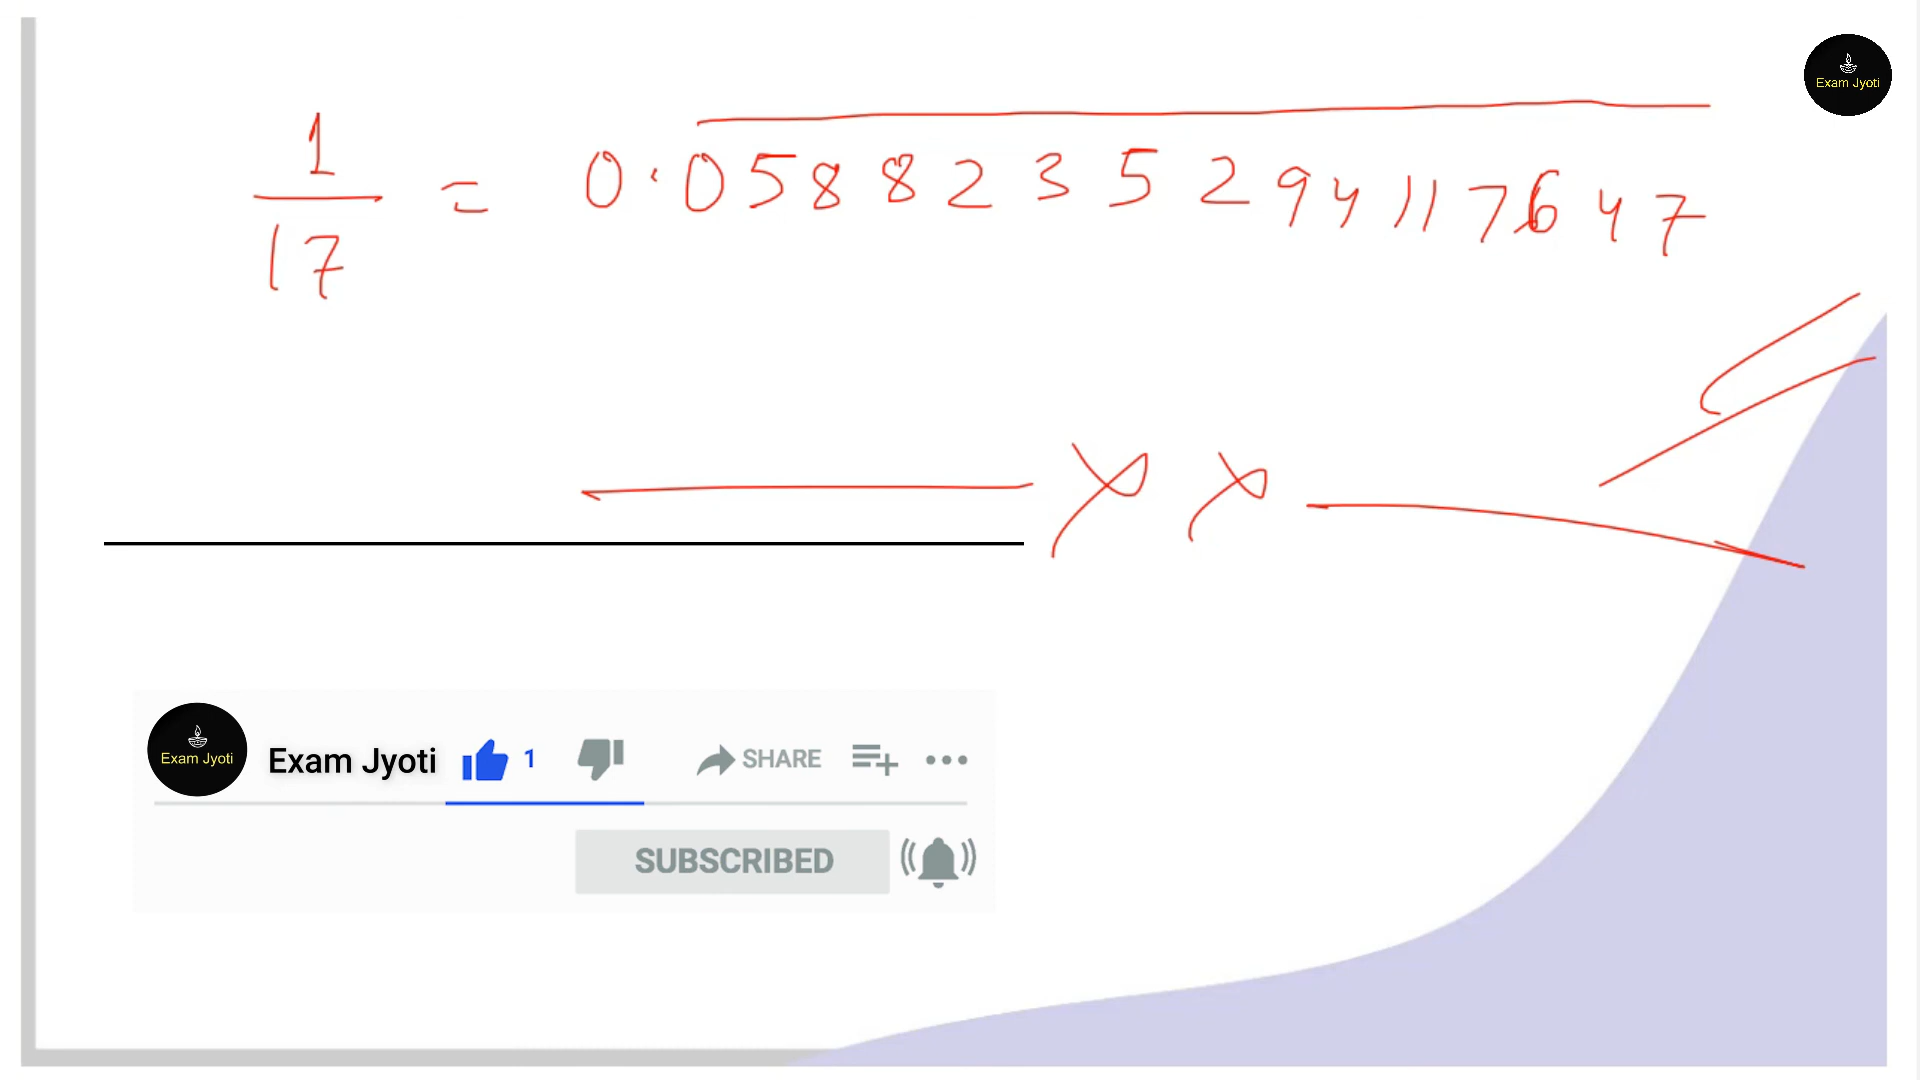 Exam Jyoti
1/17 = 0.0588235294117647
x x
Exam Jyoti
Exam Jyoti 1 SHARE
SUBSCRIBED